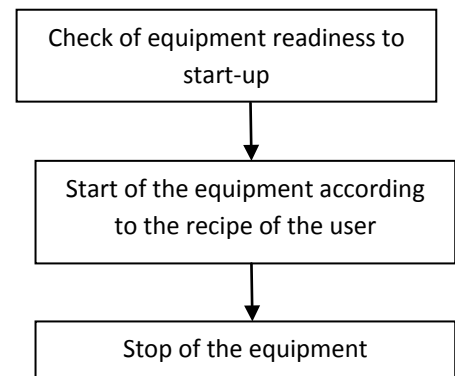 Check of equipment readiness to
start-up
Start of the equipment according
to the recipe of the user
Stop of the equipment